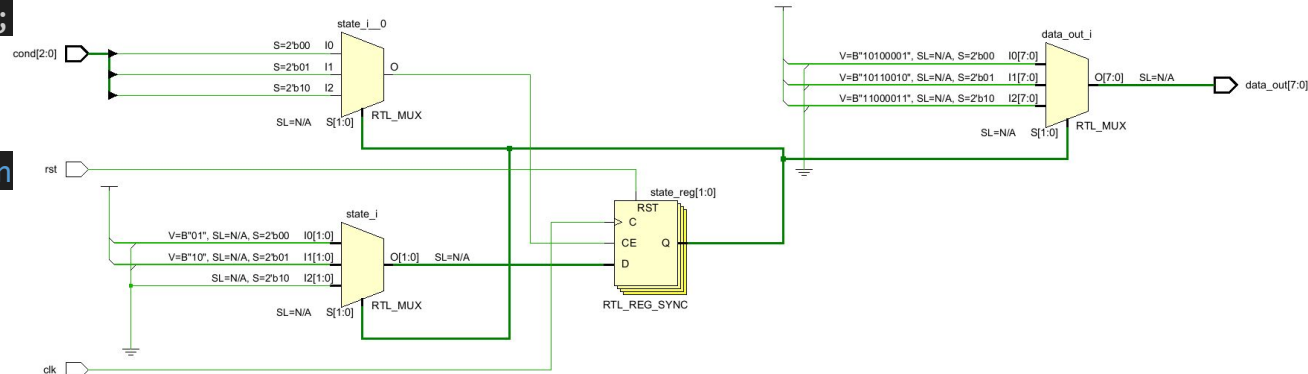 ;
state_i__0
cond[2:0]
S=2'b00 I0
S=2'b01 I1
S=2'b10 I2
O
RTL_MUX
SL=N/A S[1:0]
data_out_i
V=B"10100001", SL=N/A, S=2'b00 I0[7:0]
V=B"10110010", SL=N/A, S=2'b01 I1[7:0]
V=B"11000011", SL=N/A, S=2'b10 I2[7:0]
O[7:0] SL=N/A
data_out[7:0]
RTL_MUX
SL=N/A S[1:0]
rst
state_reg[1:0]
RST
C
CE
Q
D
RTL_REG_SYNC
state_i
V=B"01", SL=N/A, S=2'b00 I0[1:0]
V=B"10", SL=N/A, S=2'b01 I1[1:0]
SL=N/A, S=2'b10 I2[1:0]
O[1:0] SL=N/A
RTL_MUX
SL=N/A S[1:0]
clk